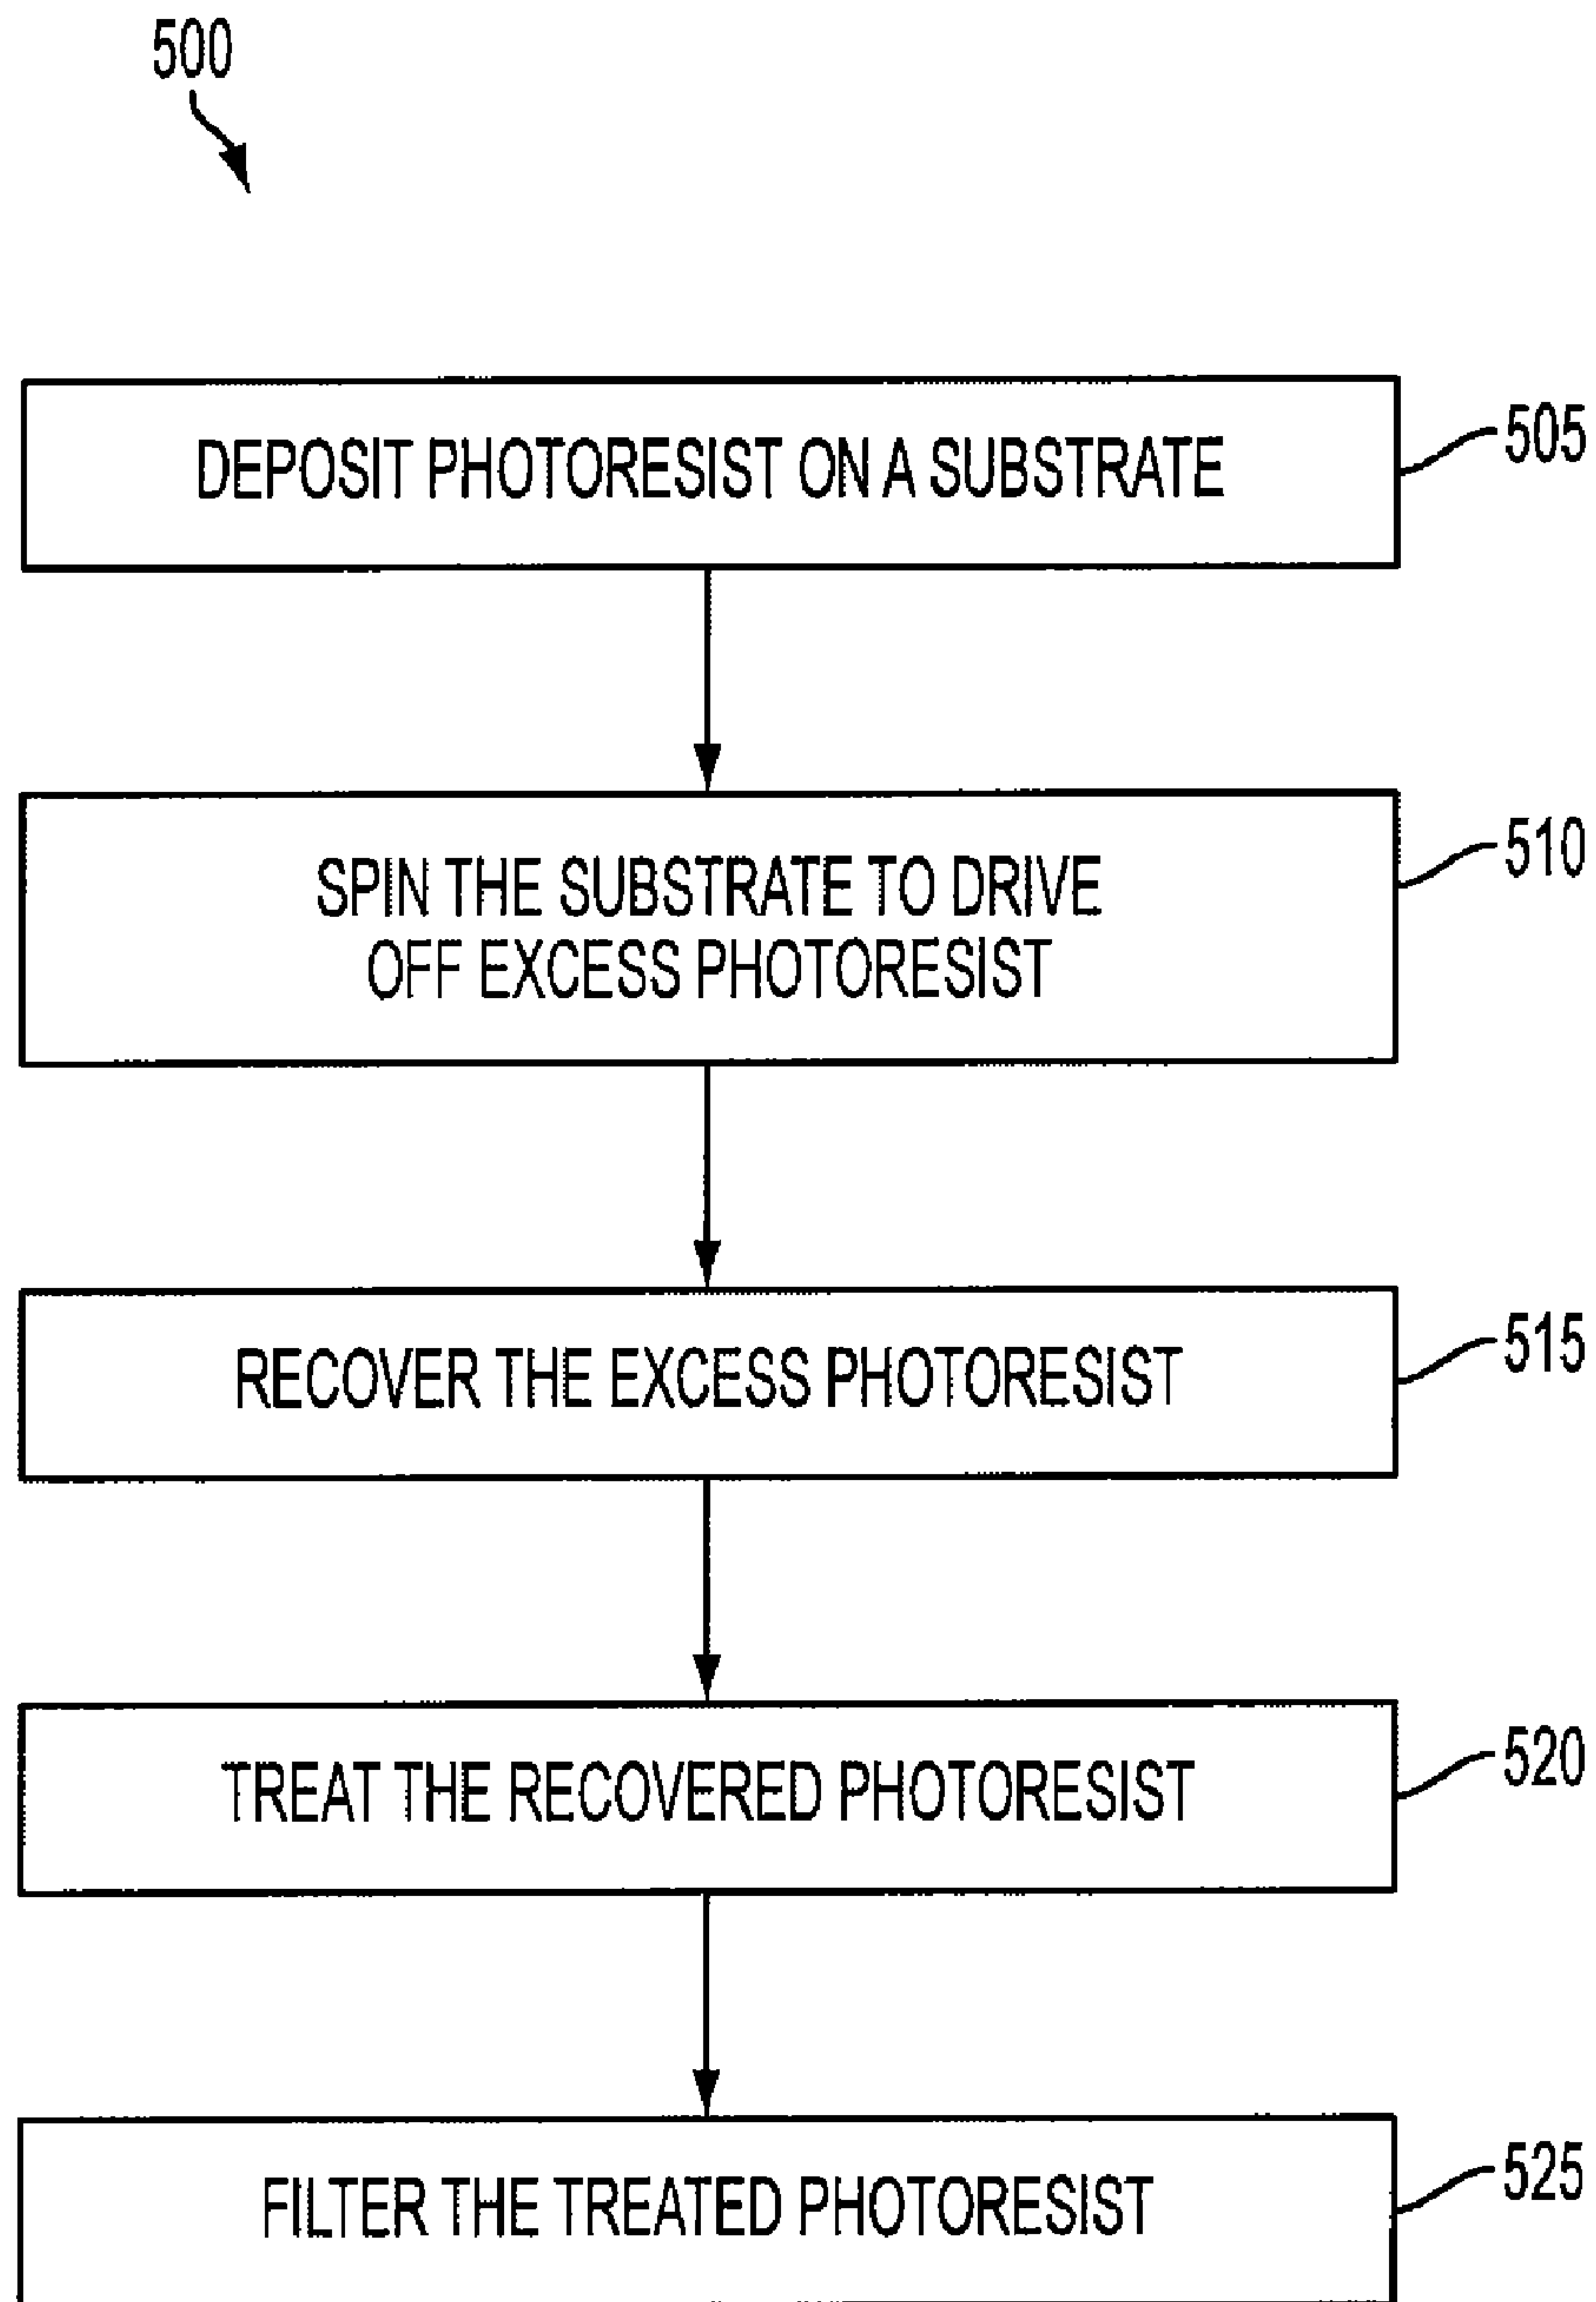 500
DEPOSIT PHOTORESIST ON A SUBSTRATE
505
SPIN THE SUBSTRATE TO DRIVE
OFF EXCESS PHOTORESIST
510
RECOVER THE EXCESS PHOTORESIST
515
TREAT THE RECOVERED PHOTORESIST
520
FILTER THE TREATED PHOTORESIST
525